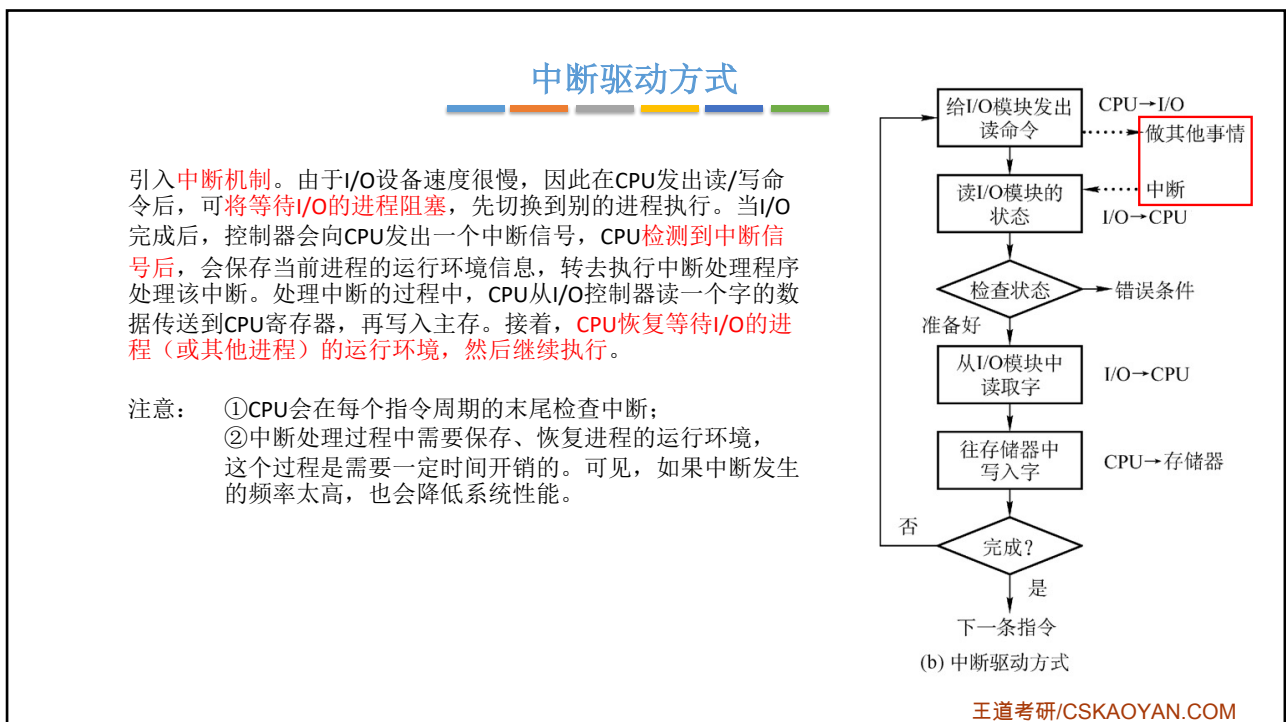 中断驱动方式
引入中断机制。由于I/O设备速度很慢，因此在CPU发出读/写命
令后，可将等待I/O的进程阻塞，先切换到别的进程执行。当I/O
完成后，控制器会向CPU发出一个中断信号，CPU检测到中断信
号后，会保存当前进程的运行环境信息，转去执行中断处理程序
处理该中断。处理中断的过程中，CPU从I/O控制器读一个字的数
据传送到CPU寄存器，再写入主存。接着，CPU恢复等待I/O的进
程（或其他进程）的运行环境，然后继续执行。
注意： ①CPU会在每个指令周期的末尾检查中断；
②中断处理过程中需要保存、恢复进程的运行环境，
这个过程是需要一定时间开销的。可见，如果中断发生
的频率太高，也会降低系统性能。
给I/O模块发出
读命令
CPU→I/O
做其他事情
读I/O模块的
状态
中断
I/O→CPU
检查状态
错误条件
准备好
从I/O模块中
读取字
I/O→CPU
往存储器中
写入字
CPU→存储器
否
完成？
是
下一条指令
(b) 中断驱动方式
王道考研/CSKAOYAN.COM